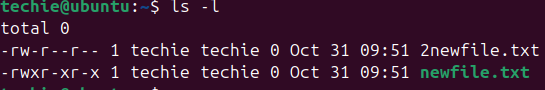 techie@ubuntu:~$ ls -l
total 0
-rw-r--r-- 1 techie techie 0 Oct 31 09:51 2newfile.txt
-rwxr-xr-x 1 techie techie 0 Oct 31 09:51 newfile.txt